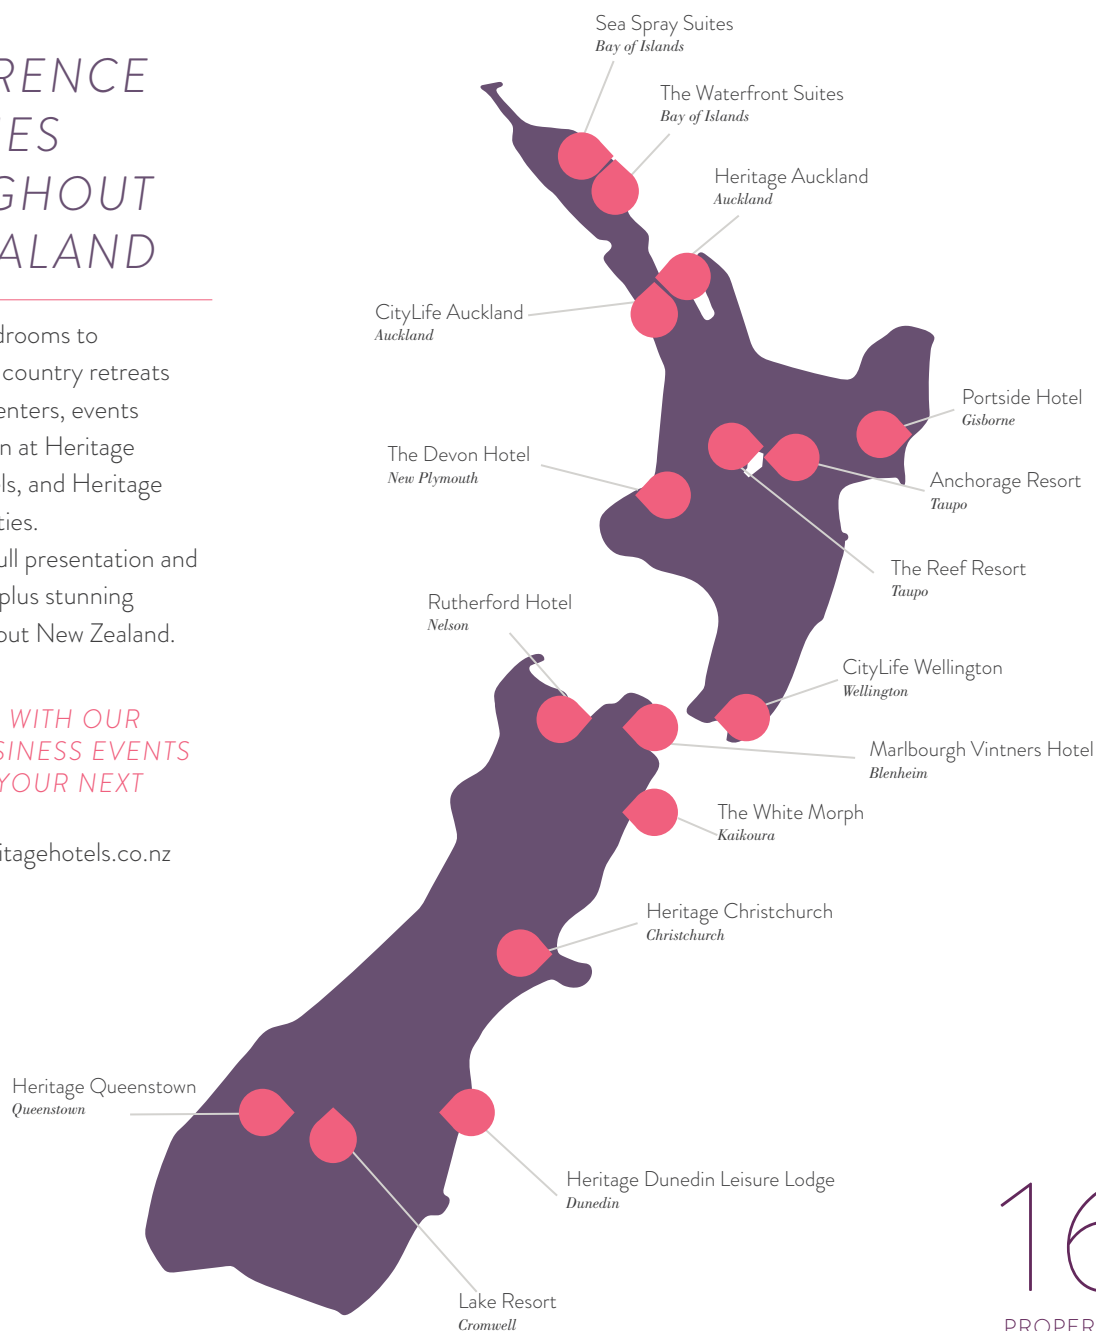 RENCE
ES
GHOUT
ALAND
drooms to
country retreats
enters, events
n at Heritage
ls, and Heritage
ties.
ull presentation and
plus stunning
out New Zealand.
WITH OUR
SINESS EVENTS
YOUR NEXT
itagehotels.co.nz
Sea Spray Suites
Bay of Islands
The Waterfront Suites
Bay of Islands
Heritage Auckland
Auckland
CityLife Auckland
Auckland
Portside Hotel
Gisborne
The Devon Hotel
New Plymouth
Anchorage Resort
Taupo
The Reef Resort
Taupo
Rutherford Hotel
Nelson
CityLife Wellington
Wellington
Marlbourgh Vintners Hotel
Blenheim
The White Morph
Kaikoura
Heritage Christchurch
Christchurch
Heritage Queenstown
Queenstown
Heritage Dunedin Leisure Lodge
Dunedin
Lake Resort
Cromwell
16
PROPER